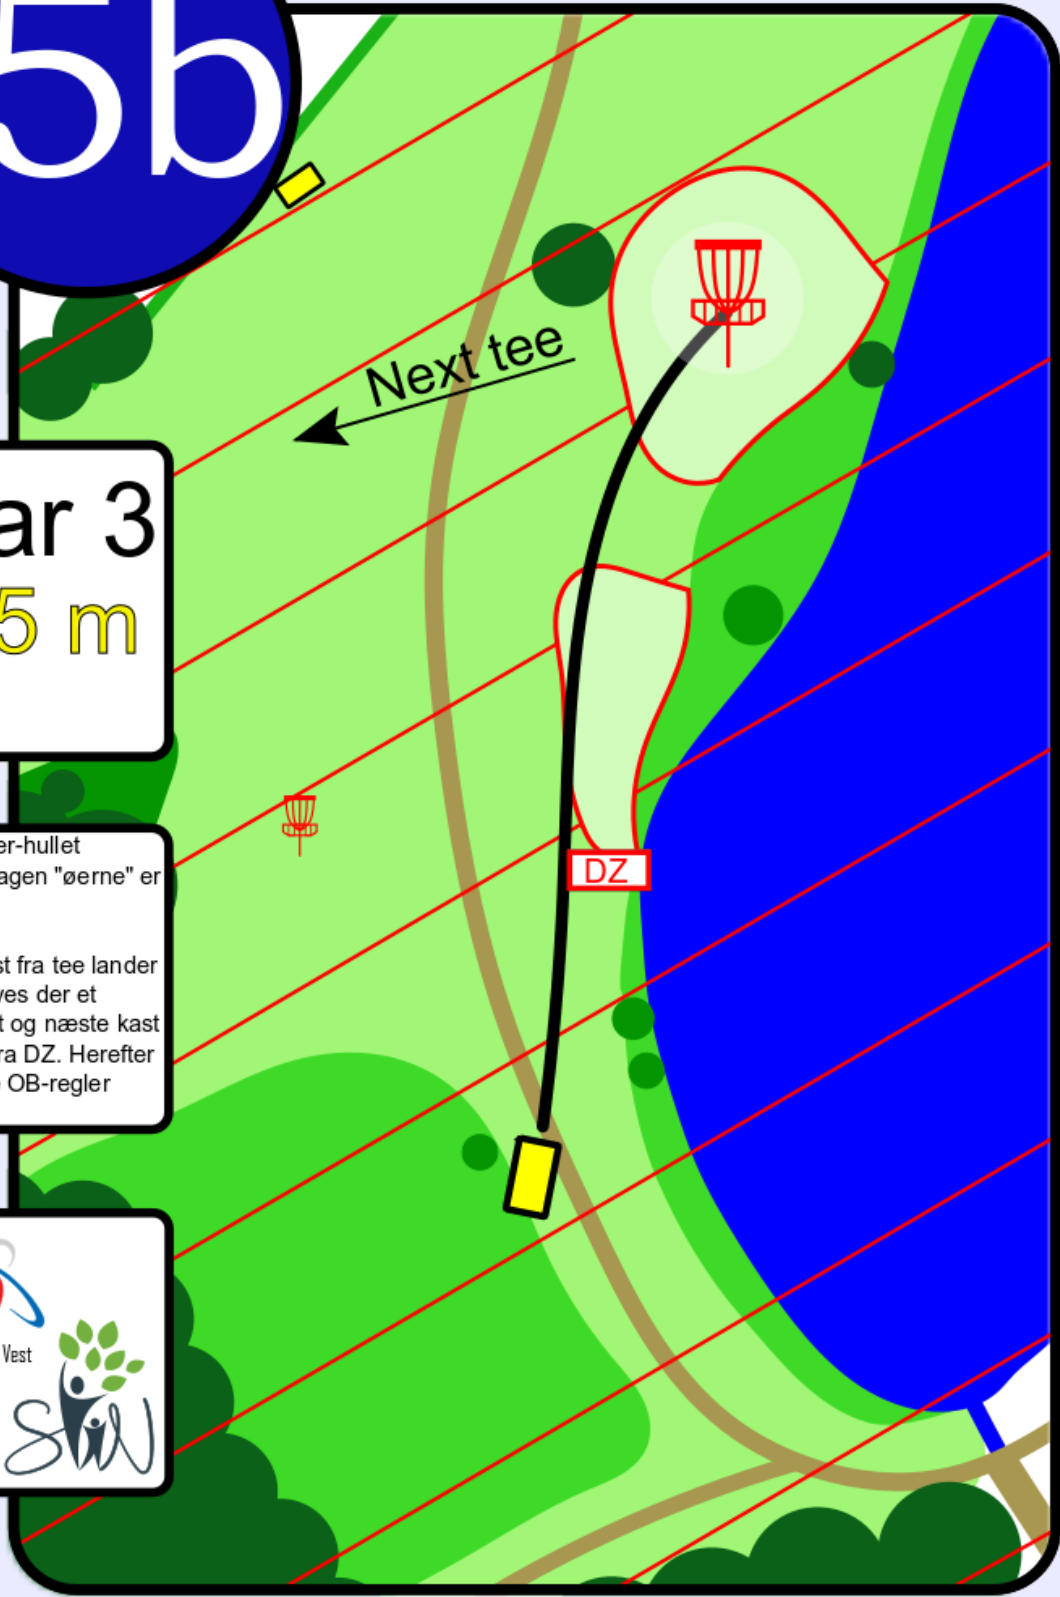 5b
Next tee
ar 3
5 m
er-hullet
agen "øerne" er
st fra tee lander
ves der et
t og næste kast
ra DZ. Herefter
OB-regler
DZ
Vest
SVIN